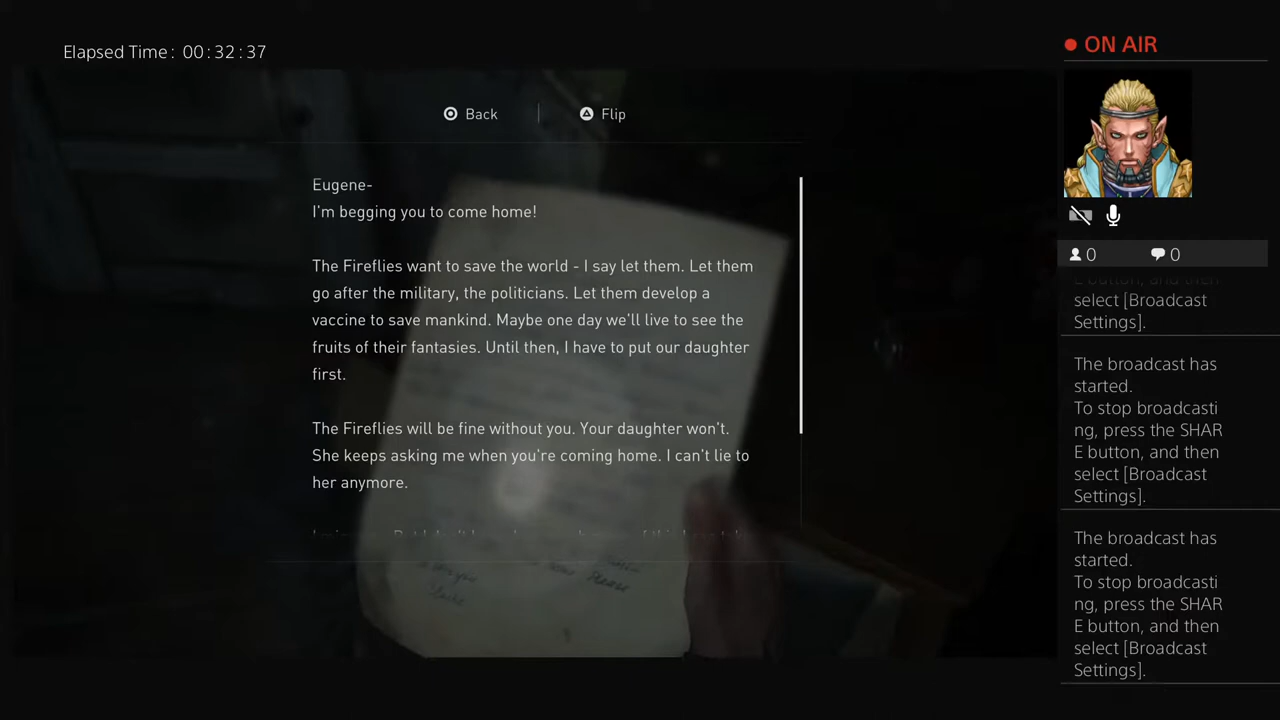 Elapsed Time: 00:32:37
ON AIR
Back
Flip
0
0
Eugene-
I'm begging you to come home!
The Fireflies want to save the world - I say let them. Let them
go after the military, the politicians. Let them develop a
vaccine to save mankind. Maybe one day we'll live to see the
fruits of their fantasies. Until then, I have to put our daughter
first.
The Fireflies will be fine without you. Your daughter won't.
She keeps asking me when you're coming home. I can't lie to
her anymore.
Please
E button, and then
select [Broadcast
Settings].
The broadcast has
started.
To stop broadcasti
ng, press the SHAR
E button, and then
select [Broadcast
Settings].
The broadcast has
started.
To stop broadcasti
ng, press the SHAR
E button, and then
select [Broadcast
Settings].